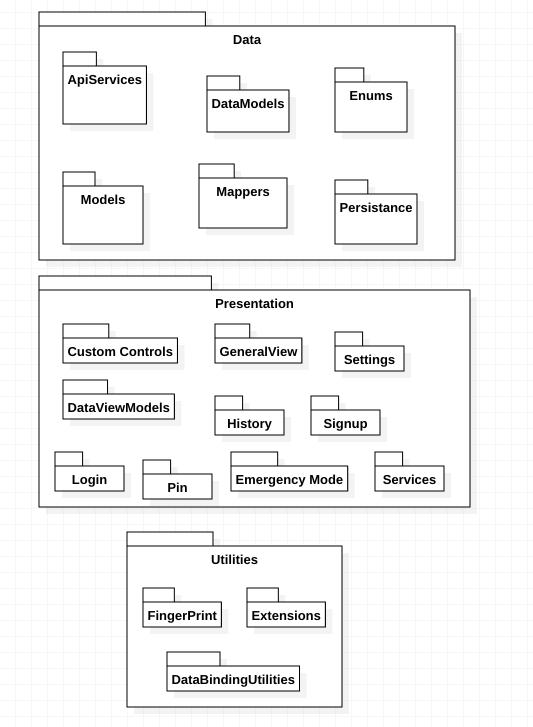 Data
ApiServices
DataModels
Enums
Models
Mappers
Persistance
Presentation
Custom Controls
GeneralView
Settings
DataViewModels
History
Signup
Login
Pin
Emergency Mode
Services
Utilities
FingerPrint
Extensions
DataBindingUtilities